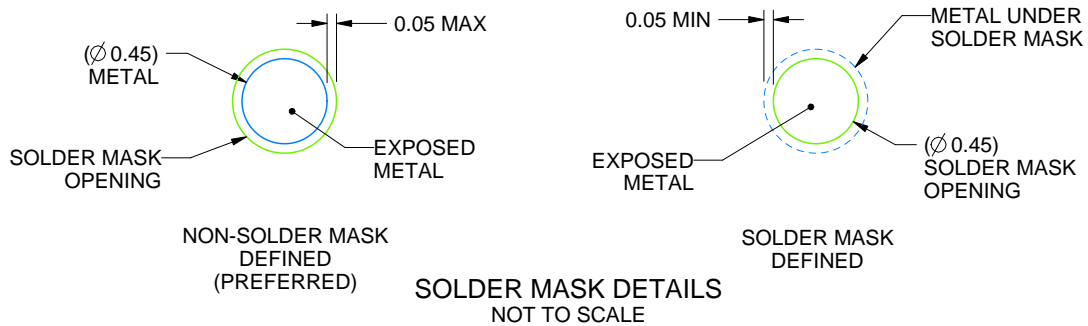 0.05 MAX
(Ø 0.45)
METAL
SOLDER MASK
OPENING
EXPOSED
METAL
NON-SOLDER MASK
DEFINED
(PREFERRED)
0.05 MIN
METAL UNDER
SOLDER MASK
EXPOSED
METAL
(Ø 0.45)
SOLDER MASK
OPENING
SOLDER MASK
DEFINED
SOLDER MASK DETAILS
NOT TO SCALE